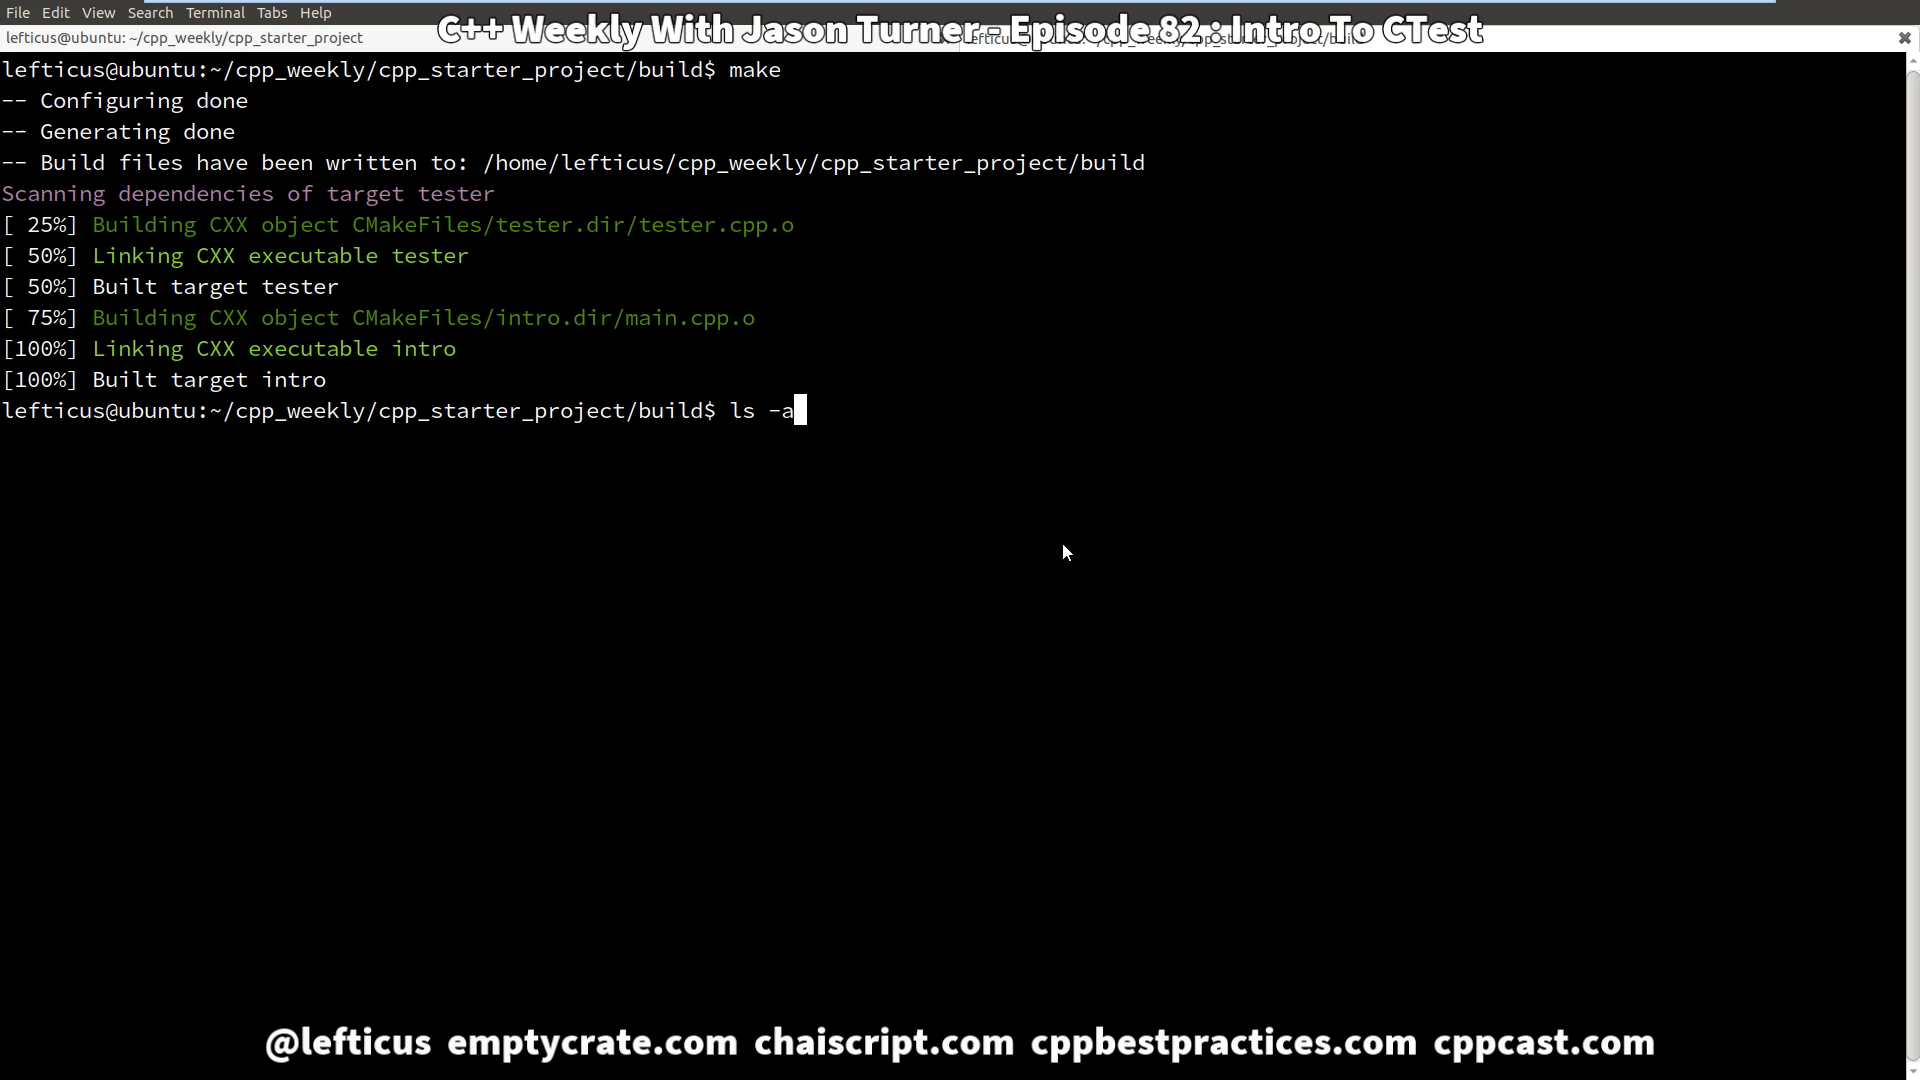 File Edit View Search Terminal Tabs Help
C++ Weekly With Jason Turner - Episode 82 : Intro To CTest
lefticus@ubuntu: ~/cpp_weekly/cpp_starter_project
lefticus@ubuntu:~/cpp_weekly/cpp_starter_project/build$ make
-- Configuring done
-- Generating done
-- Build files have been written to: /home/lefticus/cpp_weekly/cpp_starter_project/build
Scanning dependencies of target tester
[ 25%] Building CXX object CMakeFiles/tester.dir/tester.cpp.o
[ 50%] Linking CXX executable tester
[ 50%] Built target tester
[ 75%] Building CXX object CMakeFiles/intro.dir/main.cpp.o
[100%] Linking CXX executable intro
[100%] Built target intro
lefticus@ubuntu:~/cpp_weekly/cpp_starter_project/build$ ls -a
@lefticus emptycrate.com chaiscript.com cppbestpractices.com cppcast.com